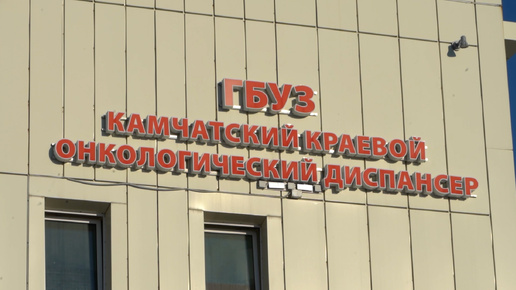 ГБУЗ
КАМЧАТСКИЙ КРАЕВОЙ
ОНКОЛОГИЧЕСКИЙ ДИСПАНСЕР